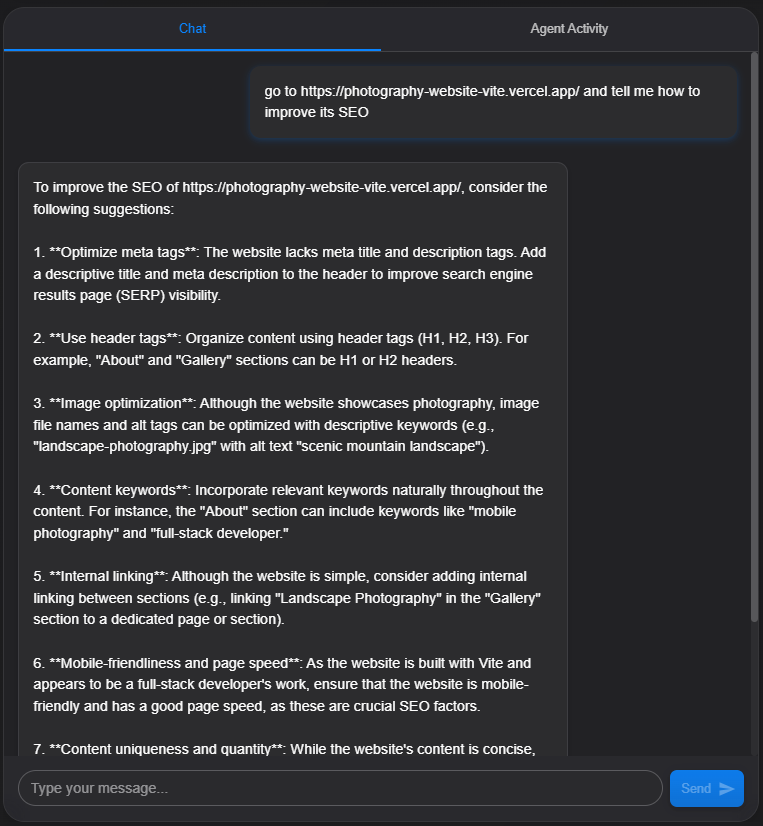 Chat
Agent Activity
go to https://photography-website-vite.vercel.app/ and tell me how to
improve its SEO
To improve the SEO of https://photography-website-vite.vercel.app/, consider the
following suggestions:
1. **Optimize meta tags**: The website lacks meta title and description tags. Add
a descriptive title and meta description to the header to improve search engine
results page (SERP) visibility.
2. **Use header tags**: Organize content using header tags (H1, H2, H3). For
example, "About" and "Gallery" sections can be H1 or H2 headers.
3. **Image optimization**: Although the website showcases photography, image
file names and alt tags can be optimized with descriptive keywords (e.g.,
"landscape-photography.jpg" with alt text "scenic mountain landscape").
4. **Content keywords**: Incorporate relevant keywords naturally throughout the
content. For instance, the "About" section can include keywords like "mobile
photography" and "full-stack developer."
5. **Internal linking**: Although the website is simple, consider adding internal
linking between sections (e.g., linking "Landscape Photography" in the "Gallery"
section to a dedicated page or section).
6. **Mobile-friendliness and page speed**: As the website is built with Vite and
appears to be a full-stack developer's work, ensure that the website is mobile-
friendly and has a good page speed, as these are crucial SEO factors.
7. **Content uniqueness and quantity**: While the website's content is concise,
Type your message...
Send